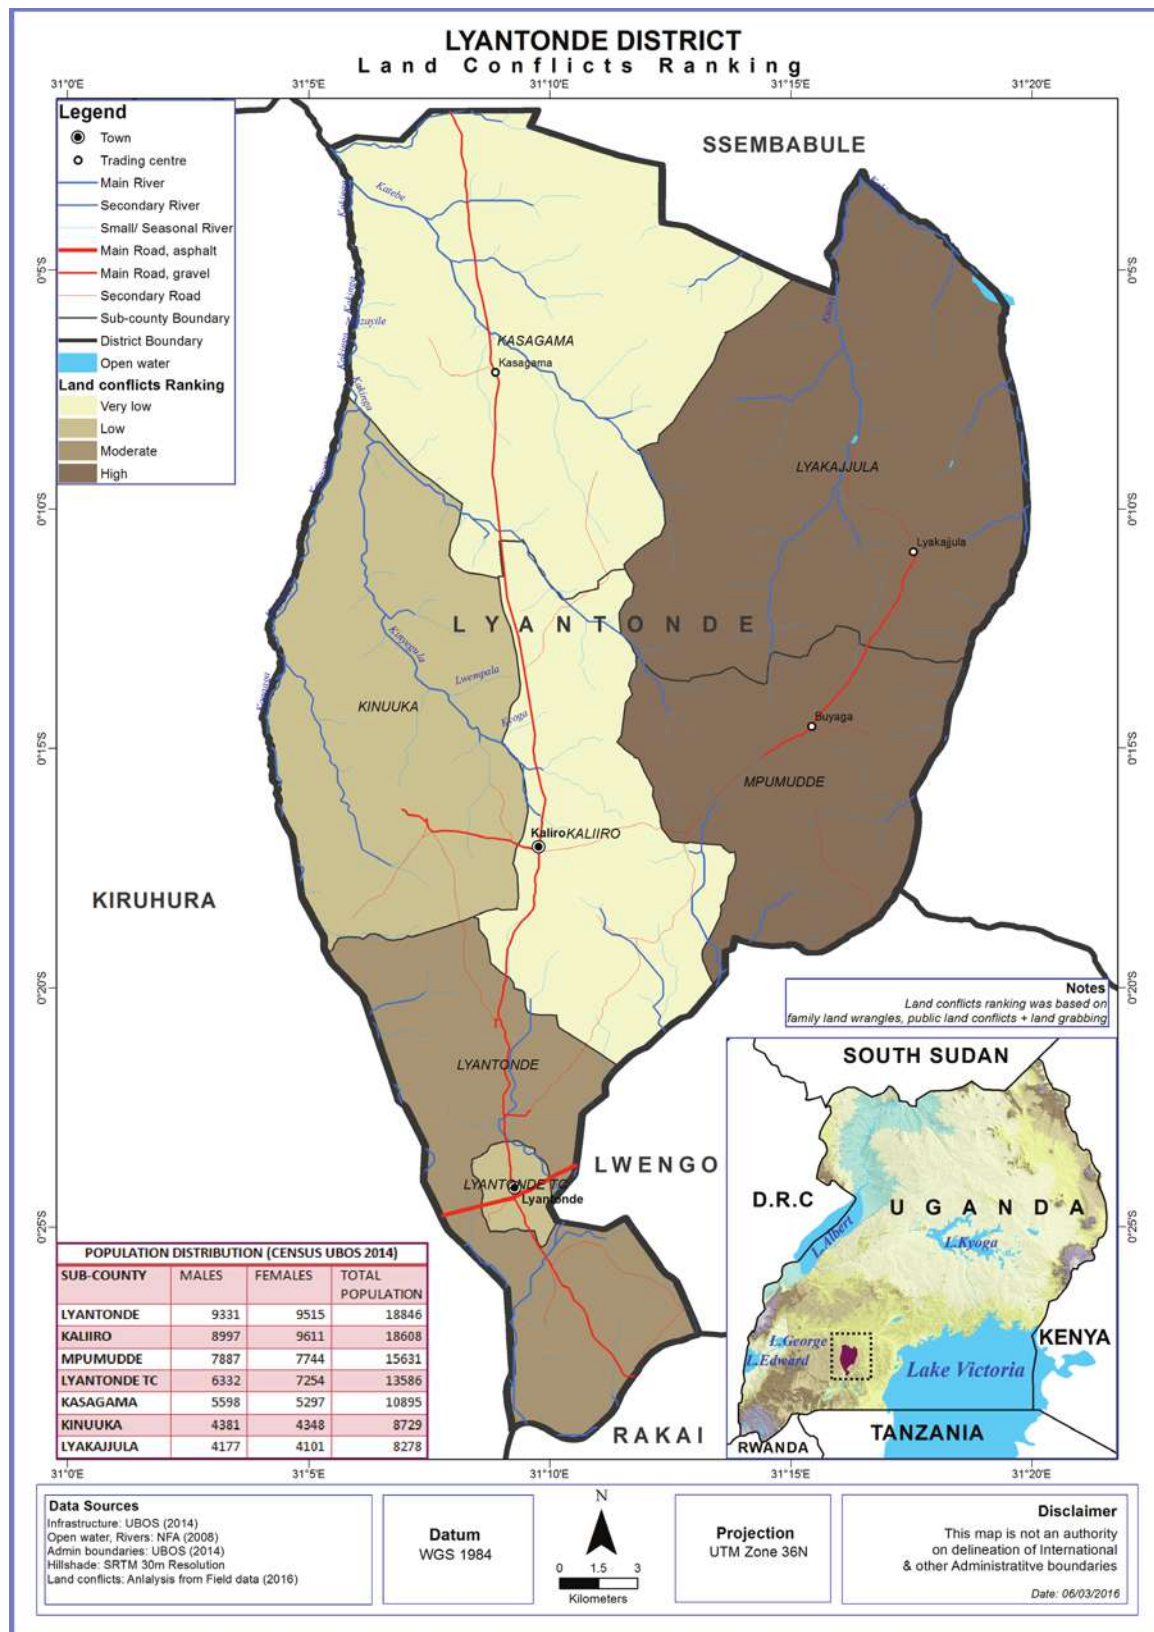 LYANTONDE DISTRICT
Land Conflicts Ranking
31°0'E 31°5'E 31°10'E 31°15'E 31°20'E
Legend
Town
Trading centre
Main River
Secondary River
Small/ Seasonal River
Main Road, asphalt
Main Road, gravel
Secondary Road
Sub-county Boundary
District Boundary
Open water
Land conflicts Ranking
Very low
Low
Moderate
High
SSEMBABULE
Katebe
Kakinga
0°5'S 0°5'S
Kakinga
KASAGAMA
Kasagama
Kakinga
Kakinga
LYAKAJJULA
0°10'S 0°10'S
Lyakajjula
LYANTONDE
Kinyegula
Lwempala
KINUUKA
Kyoga
Buyaga
0°15'S 0°15'S
MPUMUDDE
Kaliro KALIIRO
KIRUHURA
0°20'S 0°20'S
Notes
Land conflicts ranking was based on
family land wrangles, public land conflicts + land grabbing
LYANTONDE
LWENGO
LYANTONDE TC
Lyantonde
0°25'S 0°25'S
RAKAI
SOUTH SUDAN
D.R.C
UGANDA
L.Albert
L.Kyoga
L.George
L.Edward
KENYA
Lake Victoria
RWANDA
TANZANIA
POPULATION DISTRIBUTION (CENSUS UBOS 2014)
SUB-COUNTY MALES FEMALES TOTAL
POPULATION
LYANTONDE 9331 9515 18846
KALIIRO 8997 9611 18608
MPUMUDDE 7887 7744 15631
LYANTONDE TC 6332 7254 13586
KASAGAMA 5598 5297 10895
KINUUKA 4381 4348 8729
LYAKAJJULA 4177 4101 8278
31°0'E 31°5'E 31°10'E 31°15'E 31°20'E
Data Sources
Infrastructure: UBOS (2014)
Open water, Rivers: NFA (2008)
Admin boundaries: UBOS (2014)
Hillshade: SRTM 30m Resolution
Land conflicts: Anlalysis from Field data (2016)
Datum
WGS 1984
N
0 1.5 3
Kilometers
Projection
UTM Zone 36N
Disclaimer
This map is not an authority
on delineation of International
& other Administratitve boundaries
Date: 06/03/2016